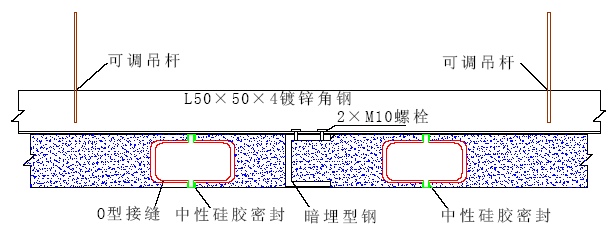 可调吊杆
可调吊杆
L50×50×4镀锌角钢
2×M10螺栓
O型接缝
中性硅胶密封
暗埋型钢
中性硅胶密封